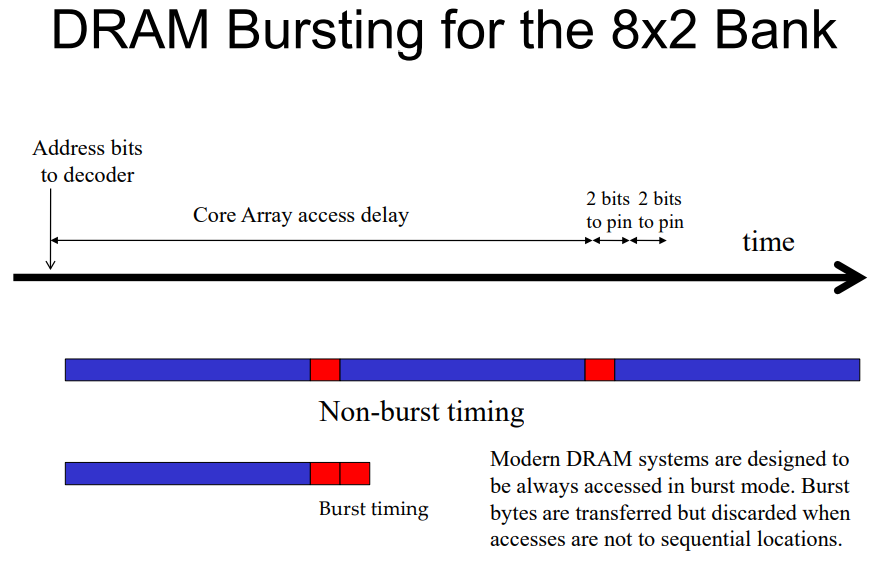 DRAM Bursting for the 8x2 Bank
Address bits
to decoder
Core Array access delay
2 bits
to pin
2 bits
to pin
time
Non-burst timing
Burst timing
Modern DRAM systems are designed to
be always accessed in burst mode. Burst
bytes are transferred but discarded when
accesses are not to sequential locations.